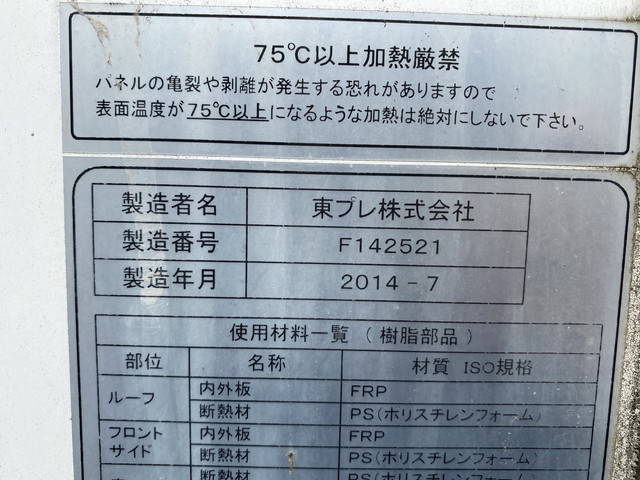 75℃以上加熱厳禁
パネルの亀裂や剥離が発生する恐れがありますので
表面温度が75℃以上になるような加熱は絶対にしないで下さい。
製造者名 東プレ株式会社
製造番号 F142521
製造年月 2014-7
使用材料一覧 (樹脂部品)
部位 名称 材質 ISO規格
ルーフ 内外板 FRP
断熱材 PS(ポリスチレンフォーム)
フロント サイド 内外板 FRP
断熱材 PS(ポリスチレンフォーム)